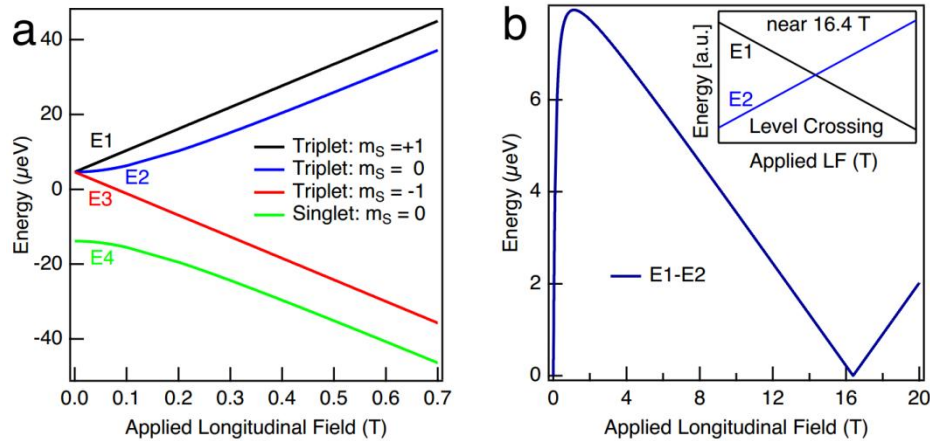 a
Energy (μeV)
40
20
0
-20
-40
E1
E2
E3
E4
Triplet: mS =+1
Triplet: mS = 0
Triplet: mS = -1
Singlet: mS = 0
0.0 0.1 0.2 0.3 0.4 0.5 0.6 0.7
Applied Longitudinal Field (T)
b
Energy (μeV)
6
4
2
0
E1-E2
0 4 8 12 16 20
Applied Longitudinal Field (T)
near 16.4 T
Energy [a.u.]
E1
E2
Level Crossing
Applied LF (T)